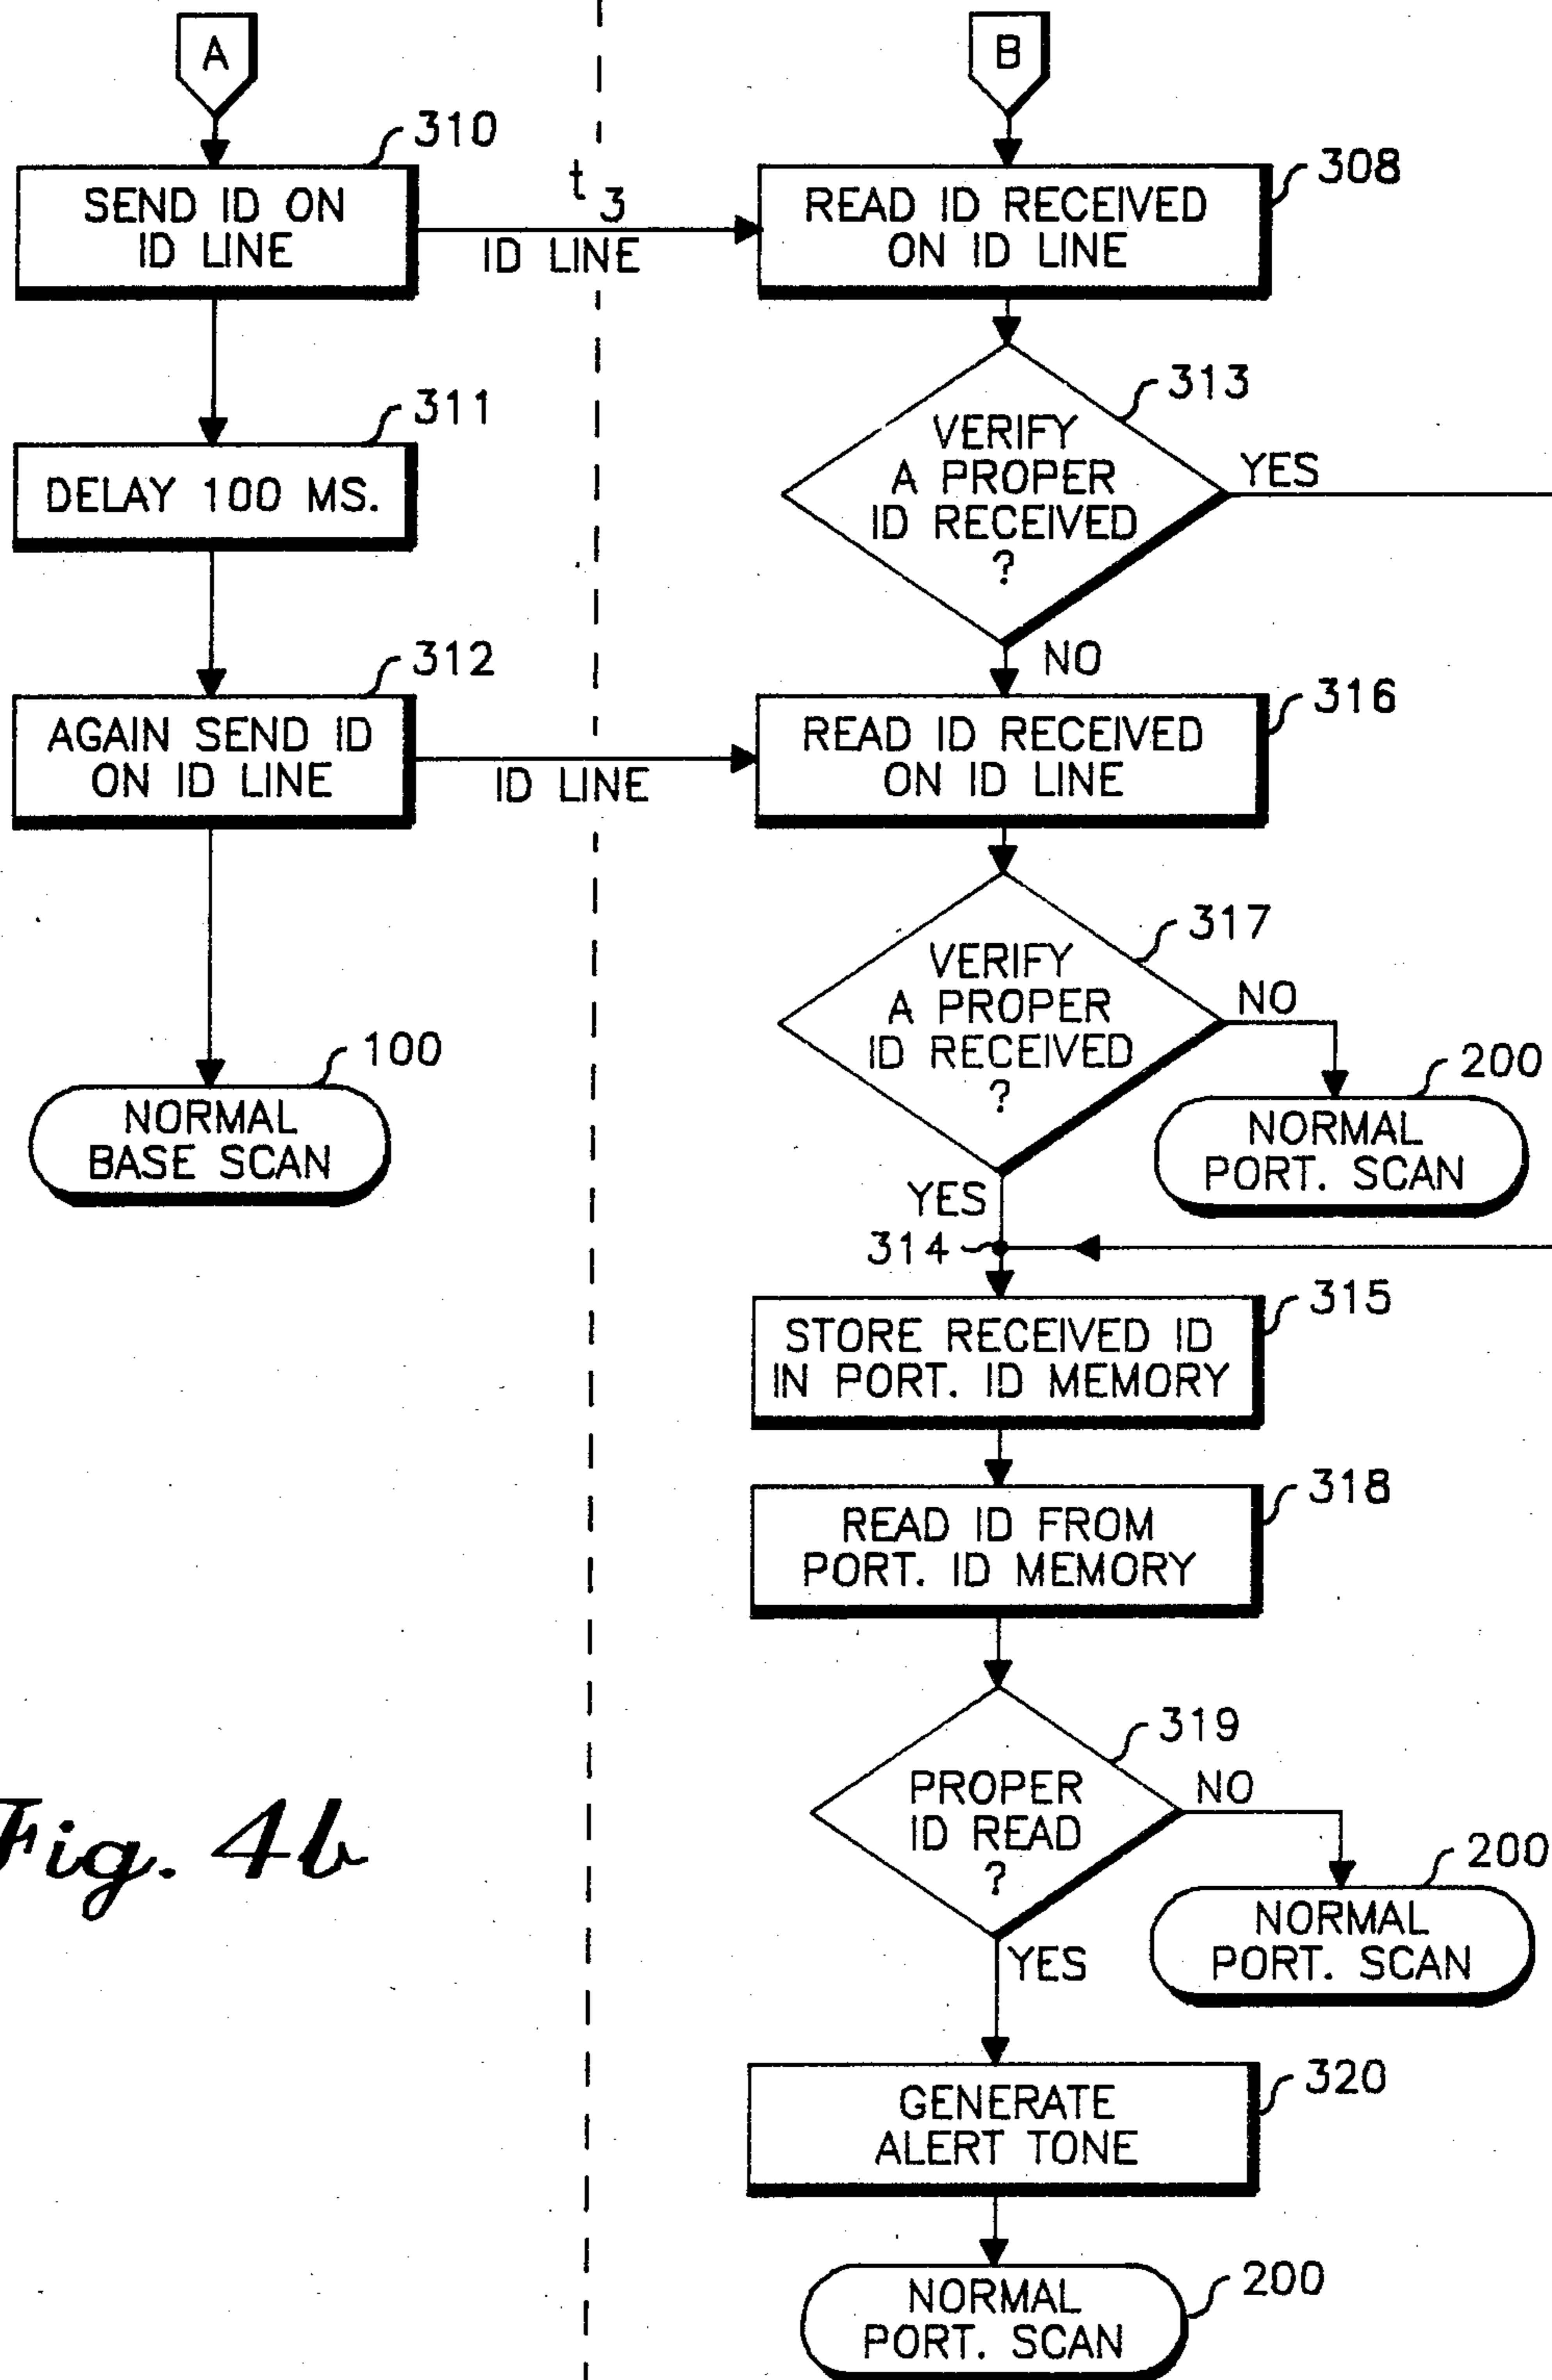 A
310
SEND ID ON
ID LINE
311
DELAY 100 MS.
312
AGAIN SEND ID
ON ID LINE
100
NORMAL
BASE SCAN
t3
ID LINE
ID LINE
B
308
READ ID RECEIVED
ON ID LINE
313
VERIFY
A PROPER
ID RECEIVED
?
YES
NO
316
READ ID RECEIVED
ON ID LINE
317
VERIFY
A PROPER
ID RECEIVED
?
NO
200
NORMAL
PORT. SCAN
YES
314
315
STORE RECEIVED ID
IN PORT. ID MEMORY
318
READ ID FROM
PORT. ID MEMORY
319
PROPER
ID READ
?
NO
200
NORMAL
PORT. SCAN
YES
320
GENERATE
ALERT TONE
200
NORMAL
PORT. SCAN
Fig. 4b